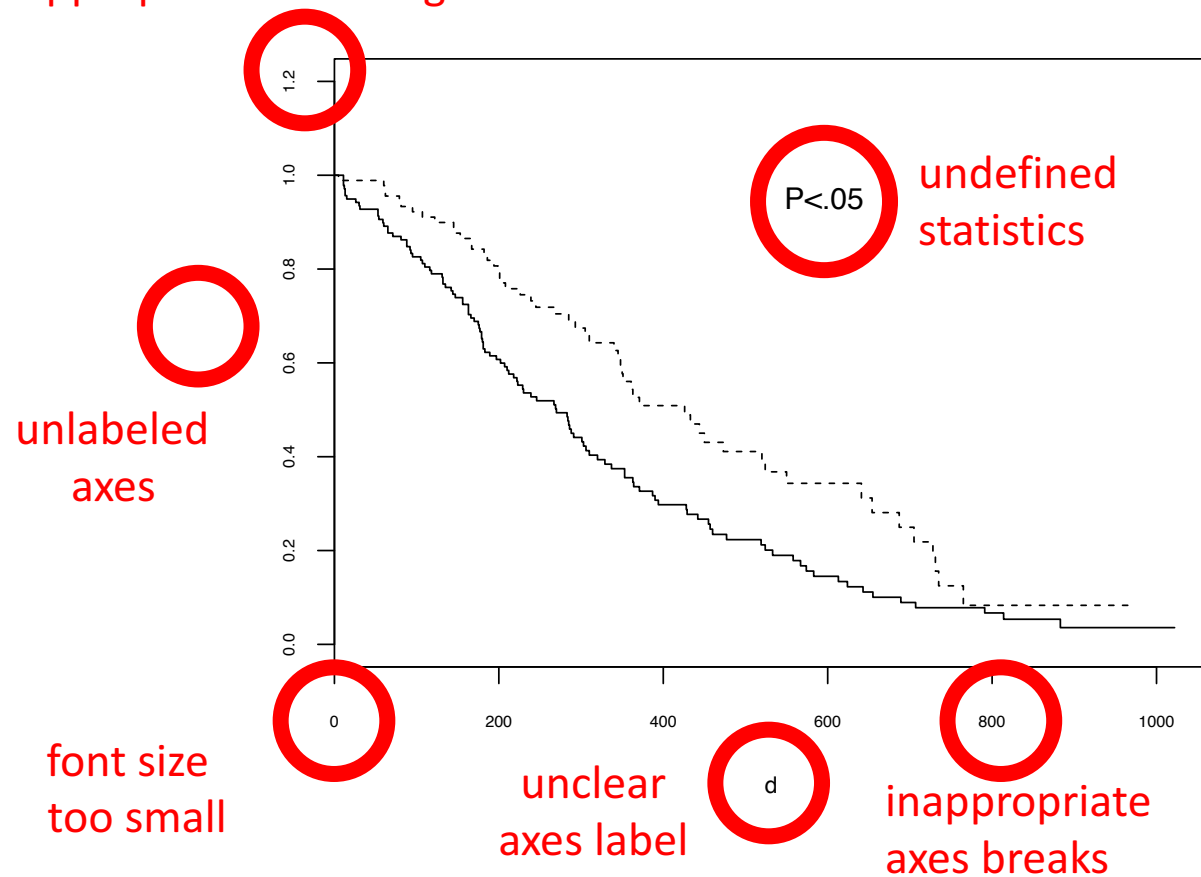 1.2
P<.05
undefined
statistics
1.0
0.8
unlabeled
axes
0.6
0.4
0.2
0.0
0 200 400 600 800 1000
font size
too small
d
unclear
axes label
inappropriate
axes breaks